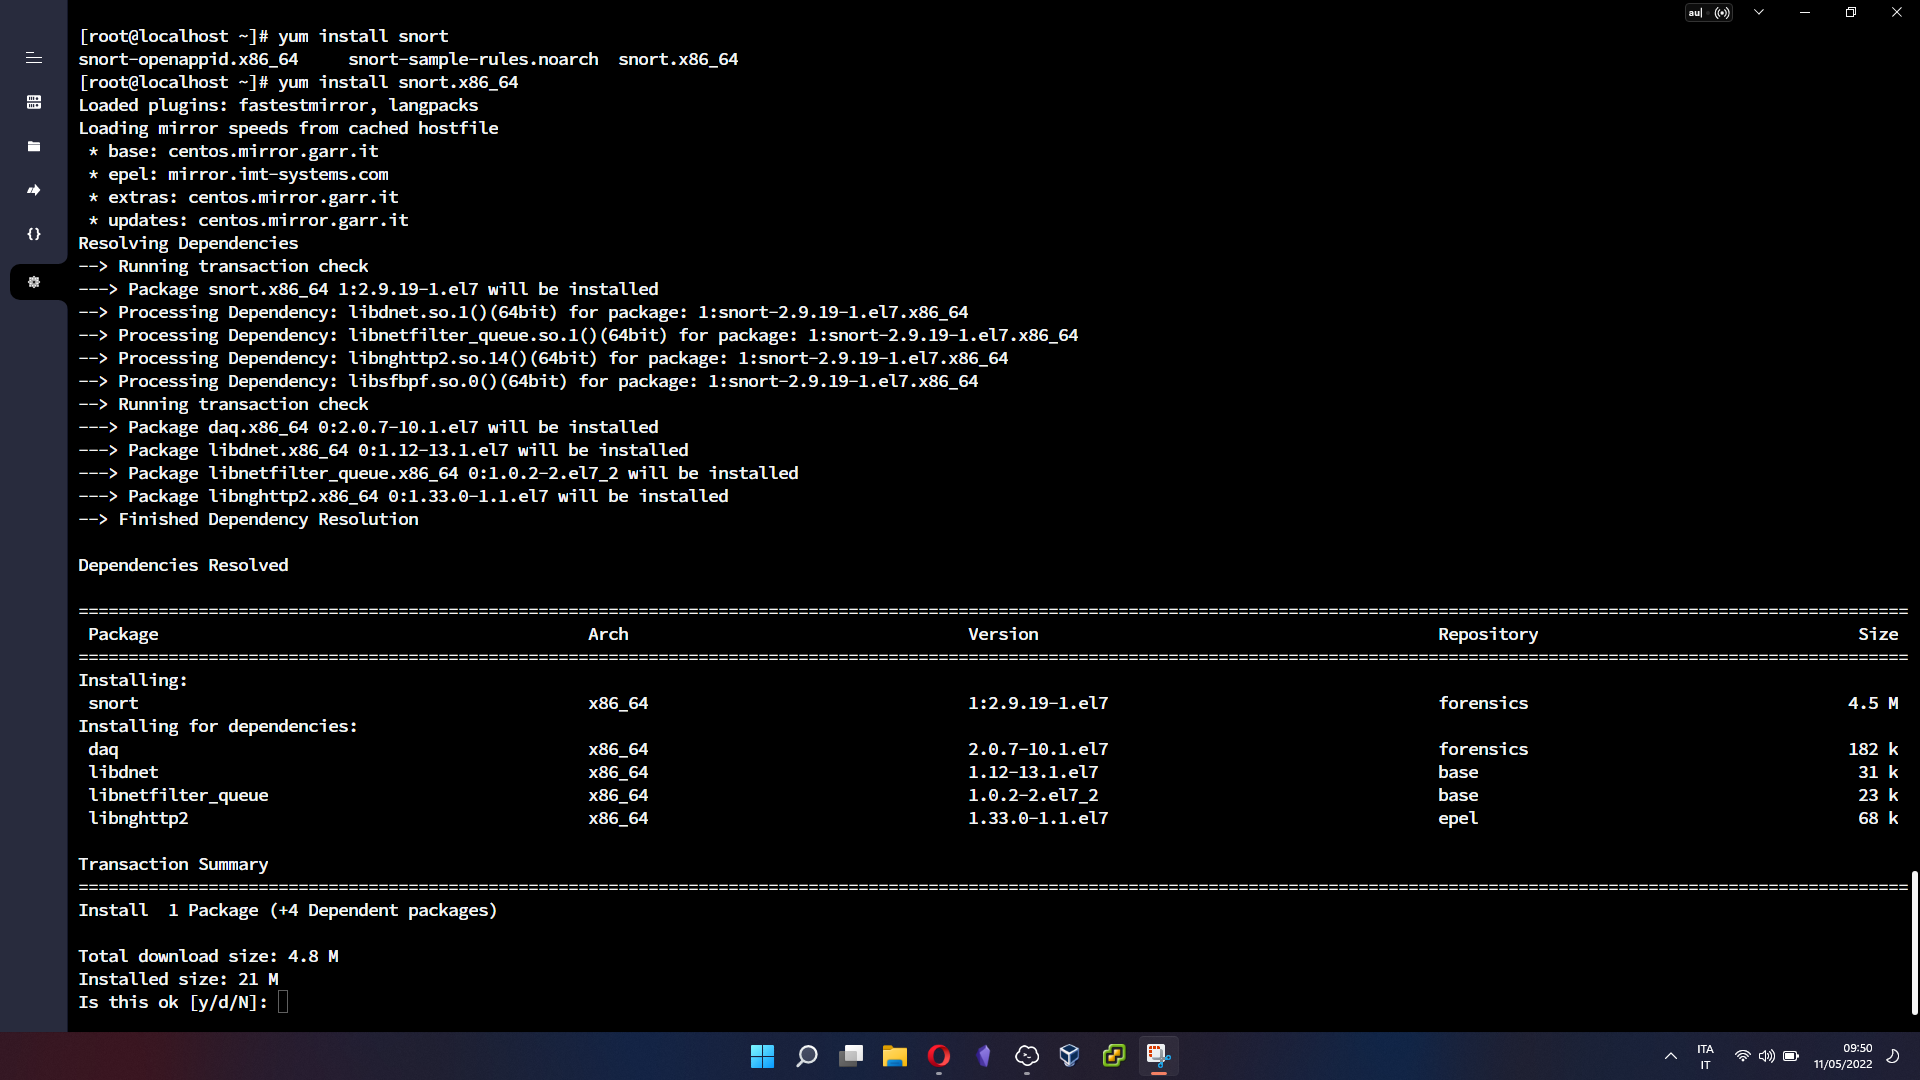 au|
[root@localhost ~]# yum install snort
snort-openappid.x86_64     snort-sample-rules.noarch  snort.x86_64
[root@localhost ~]# yum install snort.x86_64
Loaded plugins: fastestmirror, langpacks
Loading mirror speeds from cached hostfile
 * base: centos.mirror.garr.it
 * epel: mirror.imt-systems.com
 * extras: centos.mirror.garr.it
 * updates: centos.mirror.garr.it
Resolving Dependencies
--> Running transaction check
---> Package snort.x86_64 1:2.9.19-1.el7 will be installed
--> Processing Dependency: libdnet.so.1()(64bit) for package: 1:snort-2.9.19-1.el7.x86_64
--> Processing Dependency: libnetfilter_queue.so.1()(64bit) for package: 1:snort-2.9.19-1.el7.x86_64
--> Processing Dependency: libnghttp2.so.14()(64bit) for package: 1:snort-2.9.19-1.el7.x86_64
--> Processing Dependency: libsfbpf.so.0()(64bit) for package: 1:snort-2.9.19-1.el7.x86_64
--> Running transaction check
---> Package daq.x86_64 0:2.0.7-10.1.el7 will be installed
---> Package libdnet.x86_64 0:1.12-13.1.el7 will be installed
---> Package libnetfilter_queue.x86_64 0:1.0.2-2.el7_2 will be installed
---> Package libnghttp2.x86_64 0:1.33.0-1.1.el7 will be installed
--> Finished Dependency Resolution
Dependencies Resolved
Package Arch Version Repository Size
Installing:
snort x86_64 1:2.9.19-1.el7 forensics 4.5 M
Installing for dependencies:
daq x86_64 2.0.7-10.1.el7 forensics 182 k
libdnet x86_64 1.12-13.1.el7 base 31 k
libnetfilter_queue x86_64 1.0.2-2.el7_2 base 23 k
libnghttp2 x86_64 1.33.0-1.1.el7 epel 68 k
Transaction Summary
Install  1 Package (+4 Dependent packages)
Total download size: 4.8 M
Installed size: 21 M
Is this ok [y/d/N]:
ITA
IT
09:50
11/05/2022